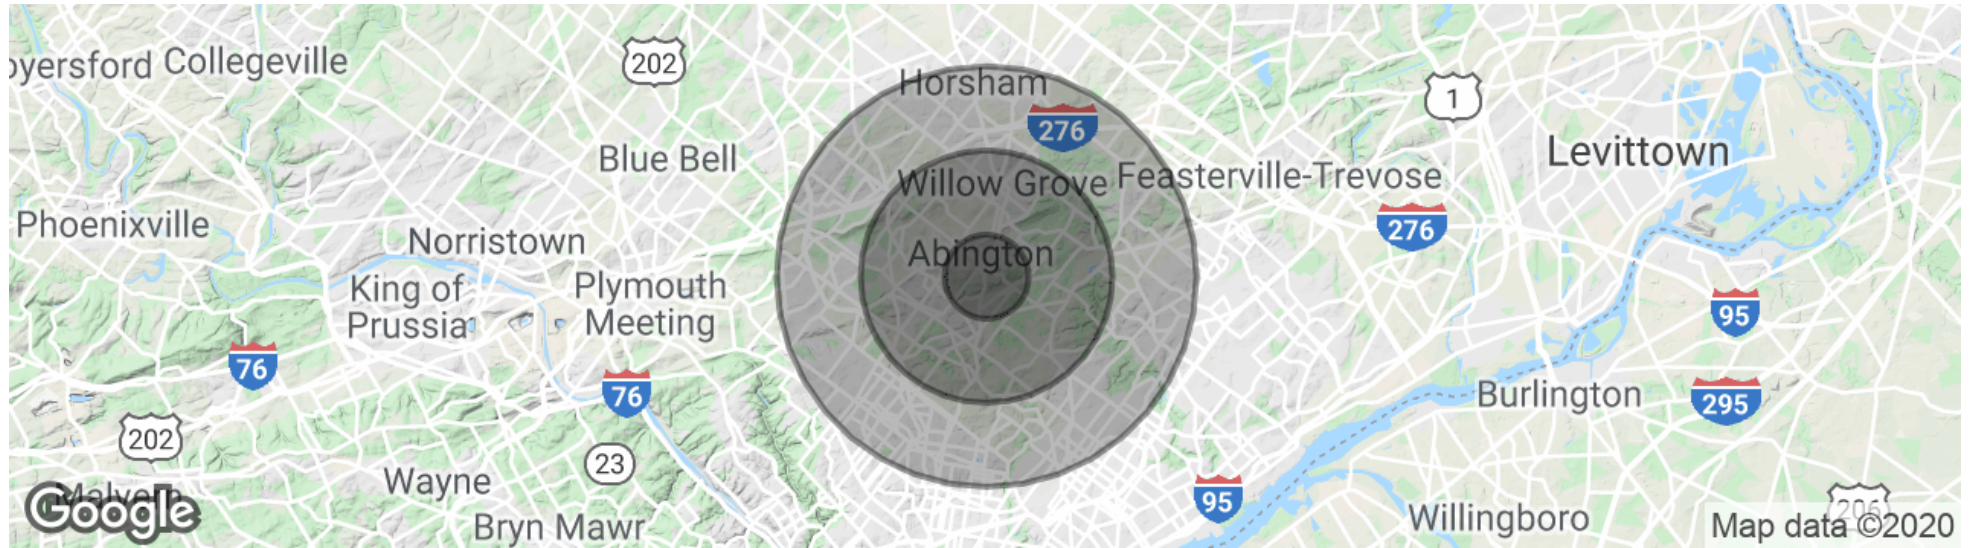 oyersford
Collegeville
202
Horsham
1
276
Levittown
Blue Bell
Willow Grove
Feasterville-Trevose
Phoenixville
276
Norristown
Abington
King of
Prussia
Plymouth
Meeting
95
76
76
Burlington
295
202
23
Wayne
Malvern
95
206
Google
Bryn Mawr
Willingboro
Map data ©2020